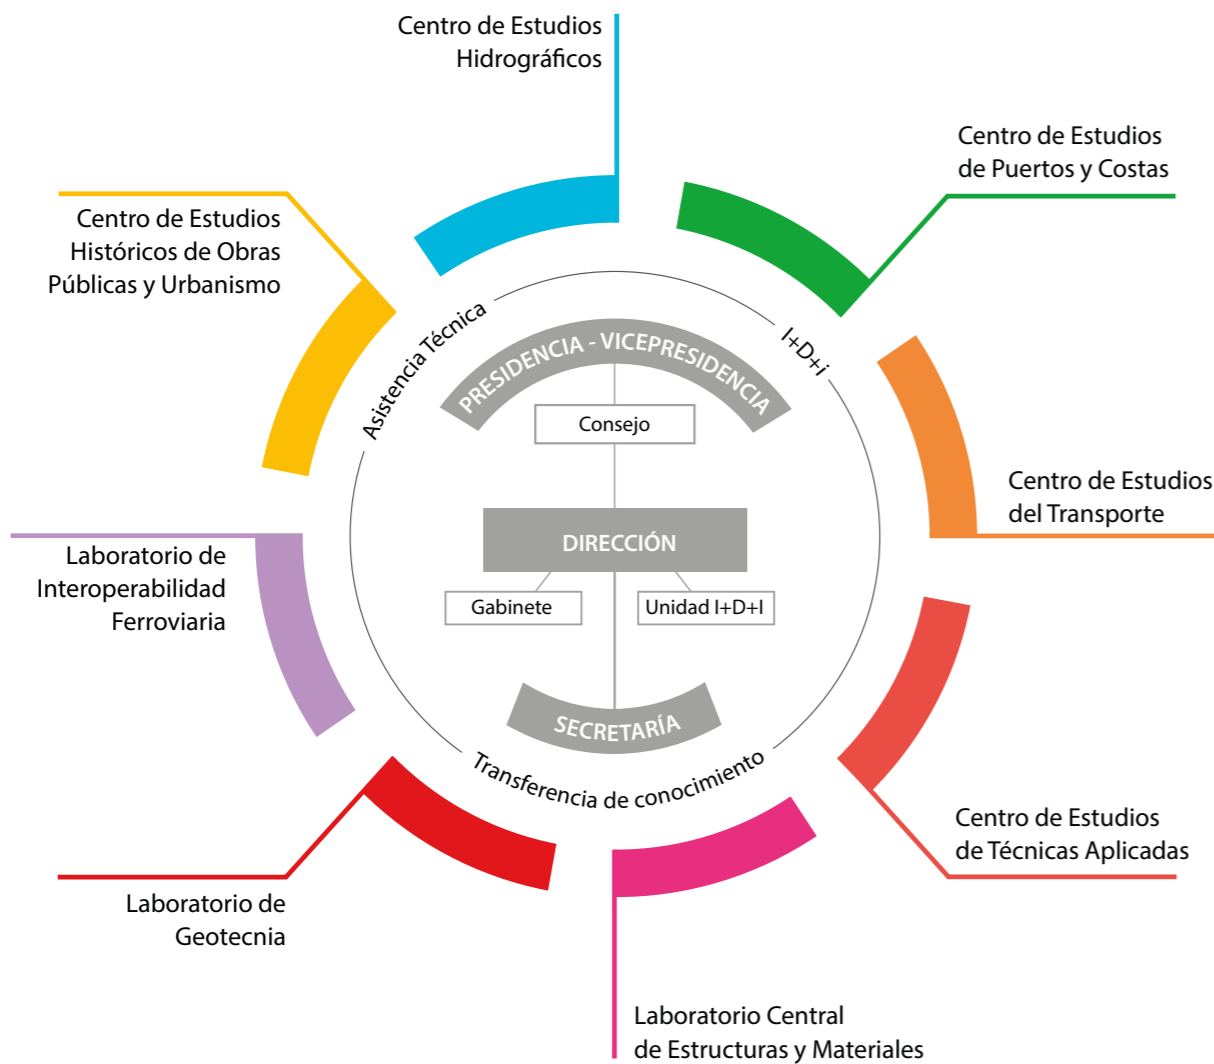 Centro de Estudios
Hidrográficos
Centro de Estudios
de Puertos y Costas
Centro de Estudios
Históricos de Obras
Públicas y Urbanismo
Asistencia Técnica
I+D+i
PRESIDENCIA - VICEPRESIDENCIA
Consejo
Centro de Estudios
del Transporte
DIRECCIÓN
Laboratorio de
Interoperabilidad
Ferroviaria
Gabinete
Unidad I+D+I
SECRETARÍA
Transferencia de conocimiento
Centro de Estudios
de Técnicas Aplicadas
Laboratorio de
Geotecnia
Laboratorio Central
de Estructuras y Materiales